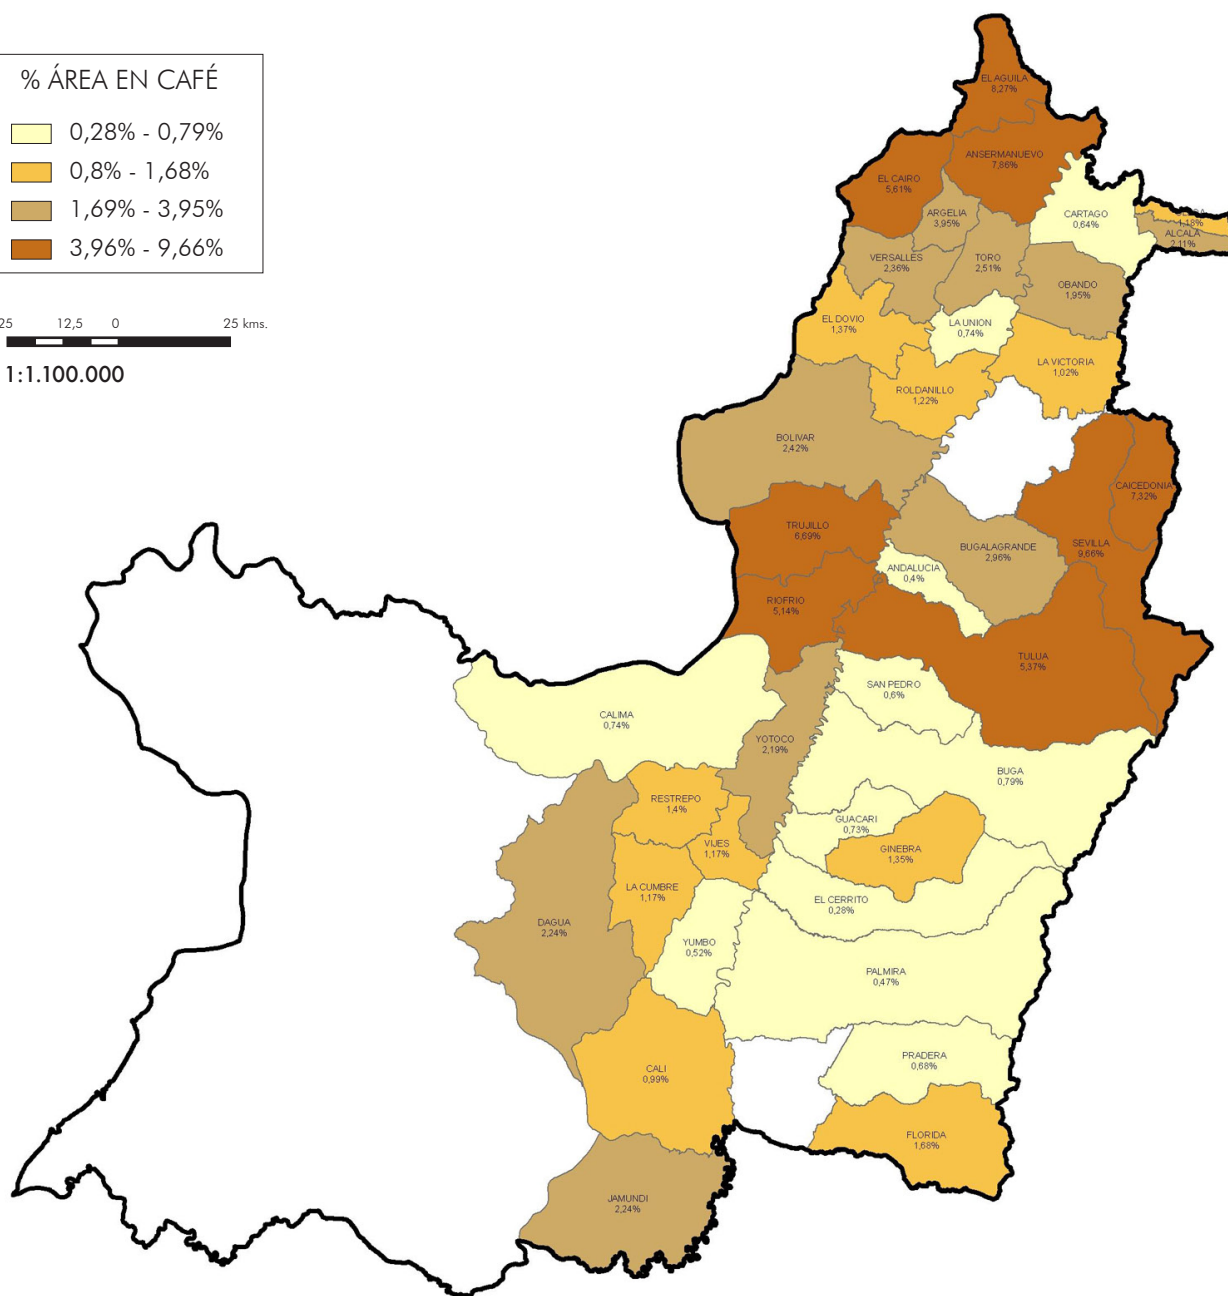 % ÁREA EN CAFÉ
0,28% - 0,79%
0,8% - 1,68%
1,69% - 3,95%
3,96% - 9,66%
25 12,5 0 25 kms.
1:1.100.000
EL AGUILA
8,27%
ANSERMANUEVO
7,86%
EL CAIRO
5,61%
ARGELIA
3,95%
CARTAGO
0,64%
1,18%
ALCALA
2,11%
VERSALLES
2,36%
TORO
2,51%
OBANDO
1,95%
EL DOVIO
1,37%
LA UNION
0,74%
LA VICTORIA
1,02%
ROLDANILLO
1,22%
BOLIVAR
2,42%
CAICEDONIA
7,32%
TRUJILLO
6,69%
BUGALAGRANDE
2,96%
SEVILLA
9,66%
ANDALUCIA
0,4%
RIOFRIO
5,14%
TULUA
5,37%
SAN PEDRO
0,6%
CALIMA
0,74%
YOTOCO
2,19%
BUGA
0,79%
RESTREPO
1,4%
GUACARI
0,73%
VIJES
1,17%
GINEBRA
1,35%
LA CUMBRE
1,17%
EL CERRITO
0,28%
DAGUA
2,24%
YUMBO
0,52%
PALMIRA
0,47%
PRADERA
0,68%
CALI
0,99%
FLORIDA
1,68%
JAMUNDI
2,24%